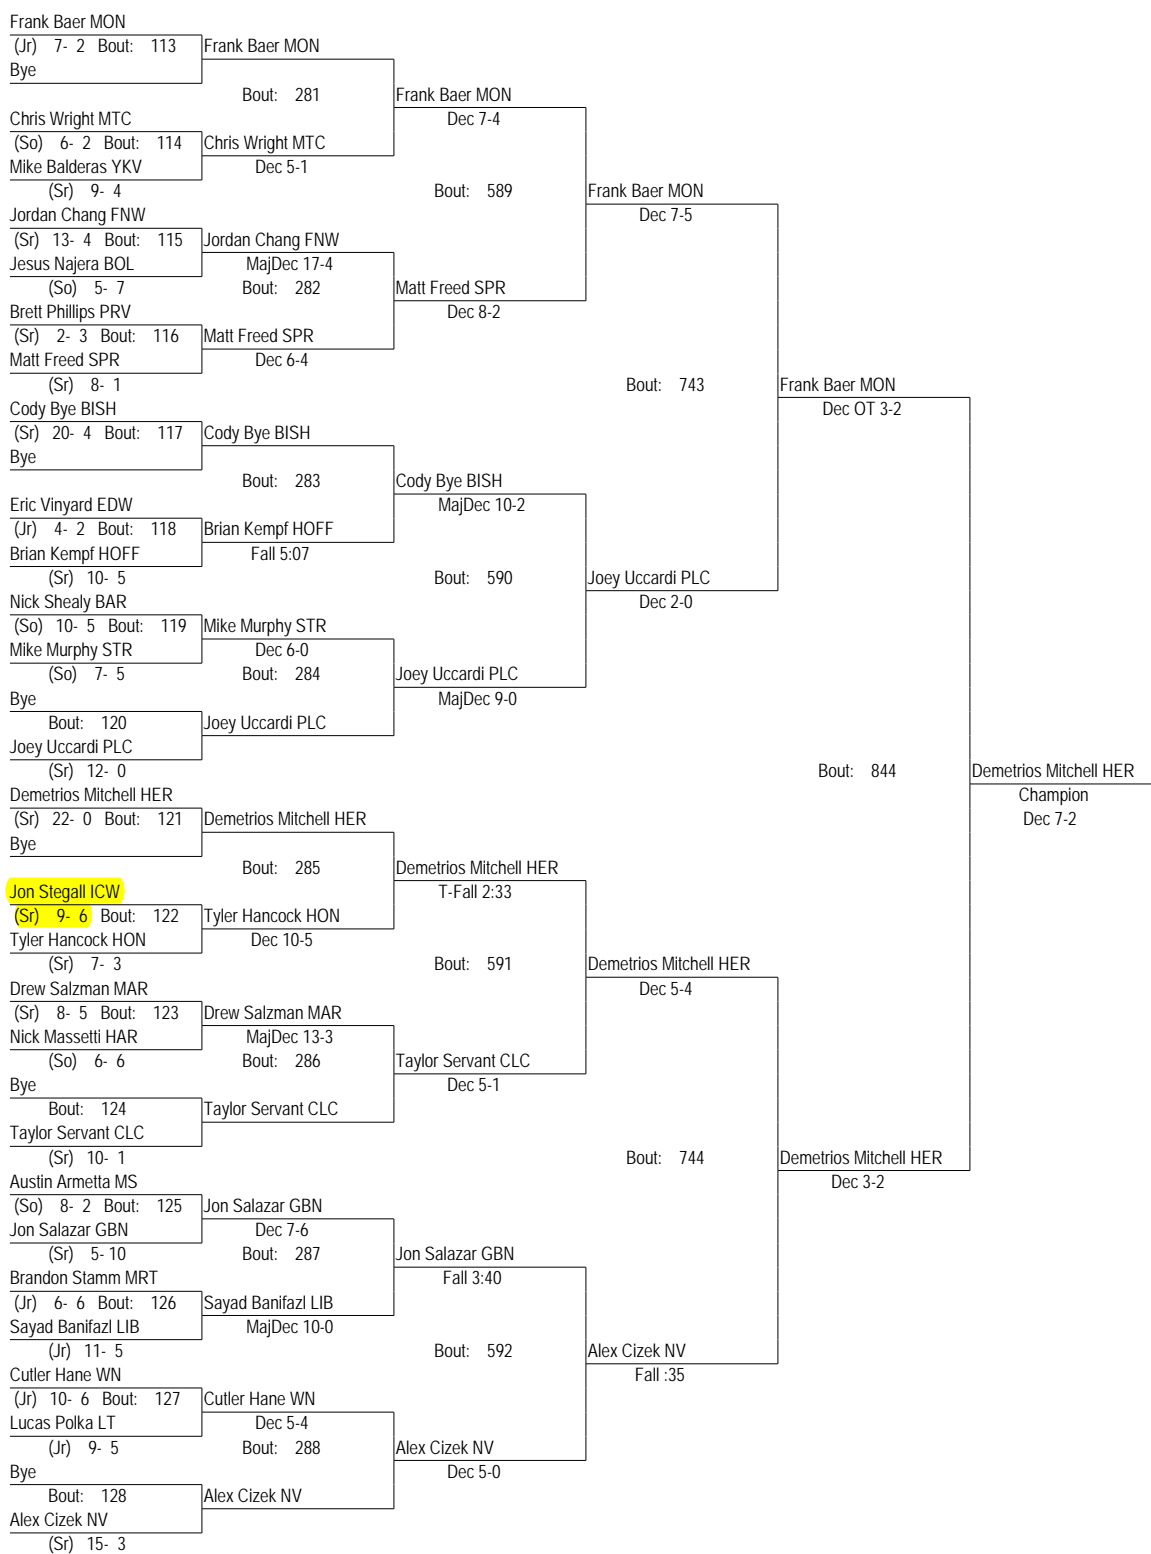 Frank Baer MON
(Jr) 7- 2 Bout: 113 Frank Baer MON
Bye
Bout: 281 Frank Baer MON
Chris Wright MTC Dec 7-4
(So) 6- 2 Bout: 114 Chris Wright MTC
Mike Balderas YKV Dec 5-1
(Sr) 9- 4 Bout: 589 Frank Baer MON
Jordan Chang FNW Dec 7-5
(Sr) 13- 4 Bout: 115 Jordan Chang FNW
Jesus Najera BOL MajDec 17-4
(So) 5- 7 Bout: 282 Matt Freed SPR
Brett Phillips PRV Dec 8-2
(Sr) 2- 3 Bout: 116 Matt Freed SPR
Matt Freed SPR Dec 6-4
(Sr) 8- 1 Bout: 743 Frank Baer MON
Cody Bye BISH Dec OT 3-2
(Sr) 20- 4 Bout: 117 Cody Bye BISH
Bye
Bout: 283 Cody Bye BISH
Eric Vinyard EDW MajDec 10-2
(Jr) 4- 2 Bout: 118 Brian Kempf HOFF
Brian Kempf HOFF Fall 5:07
(Sr) 10- 5 Bout: 590 Joey Uccardi PLC
Nick Shealy BAR Dec 2-0
(So) 10- 5 Bout: 119 Mike Murphy STR
Mike Murphy STR Dec 6-0
(So) 7- 5 Bout: 284 Joey Uccardi PLC
Bye MajDec 9-0
Bout: 120 Joey Uccardi PLC
Joey Uccardi PLC
(Sr) 12- 0 Bout: 844 Demetrios Mitchell HER
Demetrios Mitchell HER Champion
(Sr) 22- 0 Bout: 121 Demetrios Mitchell HER Dec 7-2
Bye
Bout: 285 Demetrios Mitchell HER
Jon Stegall ICW T-Fall 2:33
(Sr) 9- 6 Bout: 122 Tyler Hancock HON
Tyler Hancock HON Dec 10-5
(Sr) 7- 3 Bout: 591 Demetrios Mitchell HER
Drew Salzman MAR Dec 5-4
(Sr) 8- 5 Bout: 123 Drew Salzman MAR
Nick Massetti HAR MajDec 13-3
(So) 6- 6 Bout: 286 Taylor Servant CLC
Bye Dec 5-1
Bout: 124 Taylor Servant CLC
Taylor Servant CLC
(Sr) 10- 1 Bout: 744 Demetrios Mitchell HER
Austin Armetta MS Dec 3-2
(So) 8- 2 Bout: 125 Jon Salazar GBN
Jon Salazar GBN Dec 7-6
(Sr) 5- 10 Bout: 287 Jon Salazar GBN
Brandon Stamm MRT Fall 3:40
(Jr) 6- 6 Bout: 126 Sayad Banifazl LIB
Sayad Banifazl LIB MajDec 10-0
(Jr) 11- 5 Bout: 592 Alex Cizek NV
Cutler Hane WN Fall :35
(Jr) 10- 6 Bout: 127 Cutler Hane WN
Lucas Polka LT Dec 5-4
(Jr) 9- 5 Bout: 288 Alex Cizek NV
Bye Dec 5-0
Bout: 128 Alex Cizek NV
Alex Cizek NV
(Sr) 15- 3